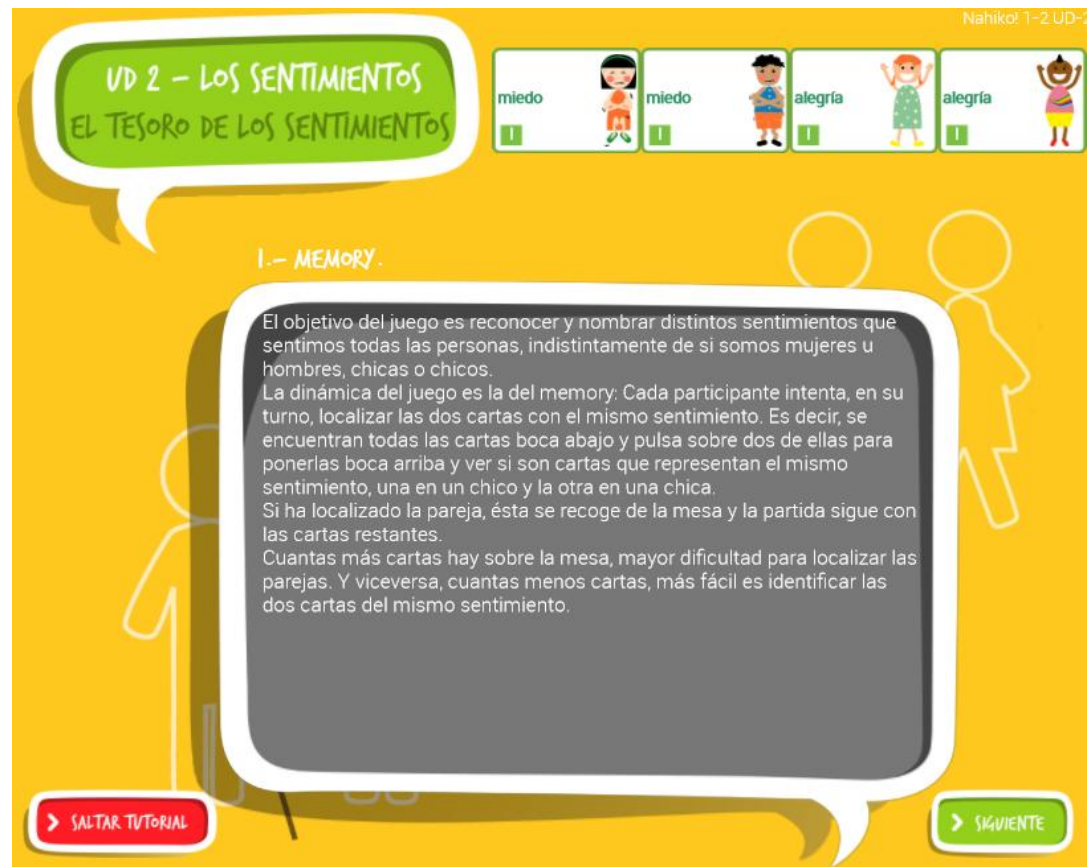 Nahiko! 1-2 UD-2
UD 2 – LOS SENTIMIENTOS
EL TESORO DE LOS SENTIMIENTOS
miedo
1
miedo
1
alegría
1
alegría
1
1.– MEMORY.
El objetivo del juego es reconocer y nombrar distintos sentimientos que
sentimos todas las personas, indistintamente de si somos mujeres u
hombres, chicas o chicos.
La dinámica del juego es la del memory: Cada participante intenta, en su
turno, localizar las dos cartas con el mismo sentimiento. Es decir, se
encuentran todas las cartas boca abajo y pulsa sobre dos de ellas para
ponerlas boca arriba y ver si son cartas que representan el mismo
sentimiento, una en un chico y la otra en una chica.
Si ha localizado la pareja, ésta se recoge de la mesa y la partida sigue con
las cartas restantes.
Cuantas más cartas hay sobre la mesa, mayor dificultad para localizar las
parejas. Y viceversa, cuantas menos cartas, más fácil es identificar las
dos cartas del mismo sentimiento.
> SALTAR TUTORIAL
> SIGUIENTE